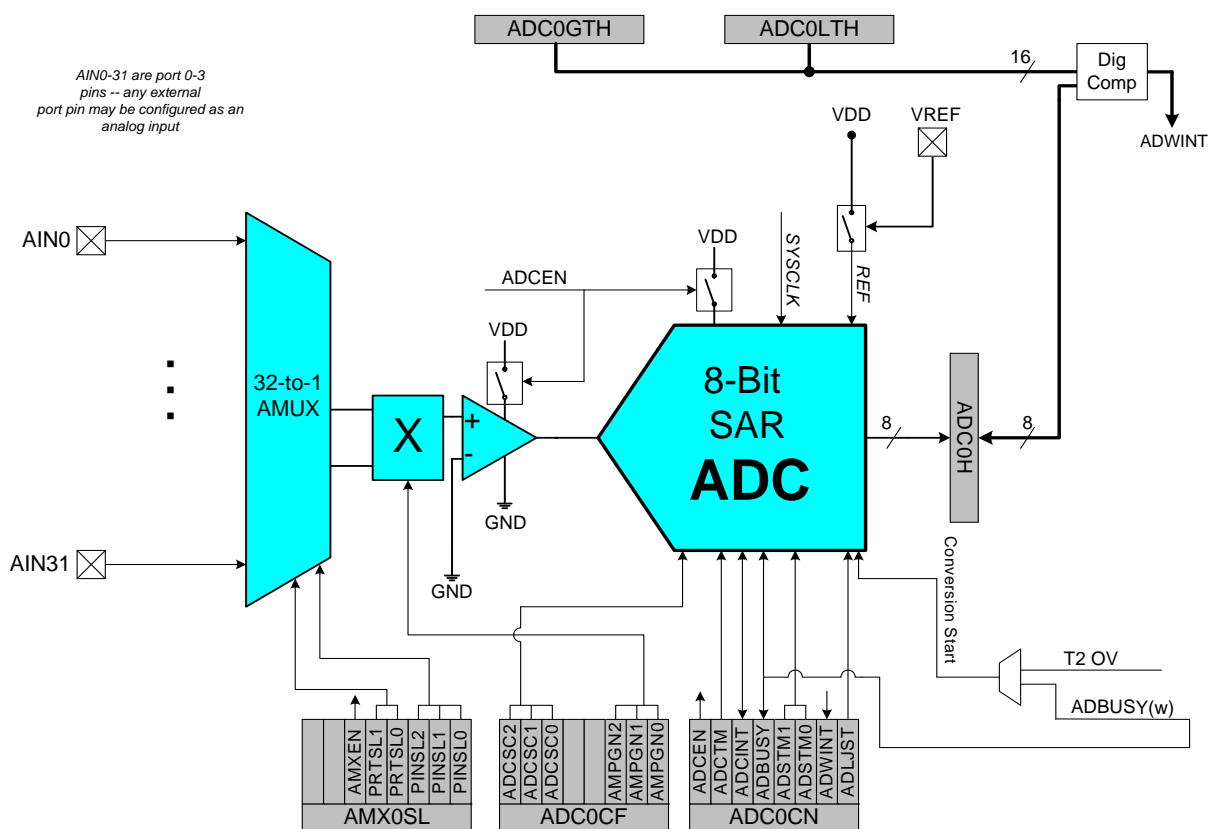 ADC0GTH
ADC0LTH
AIN0-31 are port 0-3
pins -- any external
port pin may be configured as an
analog input
16
Dig
Comp
ADWINT
VDD
VREF
AIN0
VDD
SYSCLK
REF
ADCEN
VDD
32-to-1
AMUX
X
+
-
8-Bit
SAR
ADC
8
ADC0H
8
GND
GND
AIN31
Conversion Start
T2 OV
ADBUSY(w)
AMXEN
PRTSL1
PRTSL0
PINSL2
PINSL1
PINSL0
AMX0SL
ADCSC2
ADCSC1
ADCSC0
AMPGN2
AMPGN1
AMPGN0
ADC0CF
ADCEN
ADCTM
ADCINT
ADBUSY
ADSTM1
ADSTM0
ADWINT
ADLJST
ADC0CN